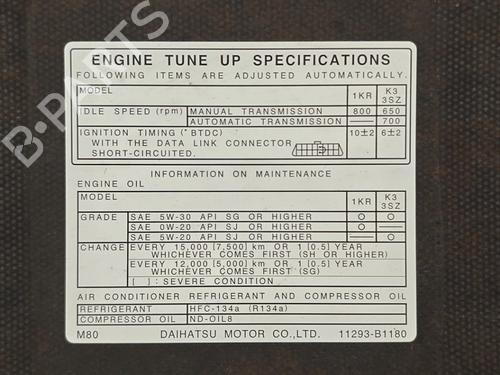 ENGINE TUNE UP SPECIFICATIONS
FOLLOWING ITEMS ARE ADJUSTED AUTOMATICALLY.
MODEL 1KR K3 3SZ
IDLE SPEED (rpm) MANUAL TRANSMISSION 800 650
AUTOMATIC TRANSMISSION — 700
IGNITION TIMING (° BTDC) 10±2 6±2
WITH THE DATA LINK CONNECTOR
SHORT-CIRCUITED.
INFORMATION ON MAINTENANCE
ENGINE OIL
MODEL 1KR K3 3SZ
GRADE SAE 5W-30 API SG OR HIGHER ○ ○
SAE 0W-20 API SJ OR HIGHER ○ —
SAE 5W-20 API SJ OR HIGHER — ○
CHANGE EVERY 15,000 [7,500] km OR 1 [0.5] YEAR
WHICHEVER COMES FIRST (SH OR HIGHER)
EVERY 12,000 [5,000] km OR 1 [0.5] YEAR
WHICHEVER COMES FIRST (SG)
[ ] : SEVERE CONDITION
AIR CONDITIONER REFRIGERANT AND COMPRESSOR OIL
REFRIGERANT HFC-134a (R134a)
COMPRESSOR OIL ND-OIL8
M80 DAIHATSU MOTOR CO.,LTD. 11293-B1180
B·PARTS